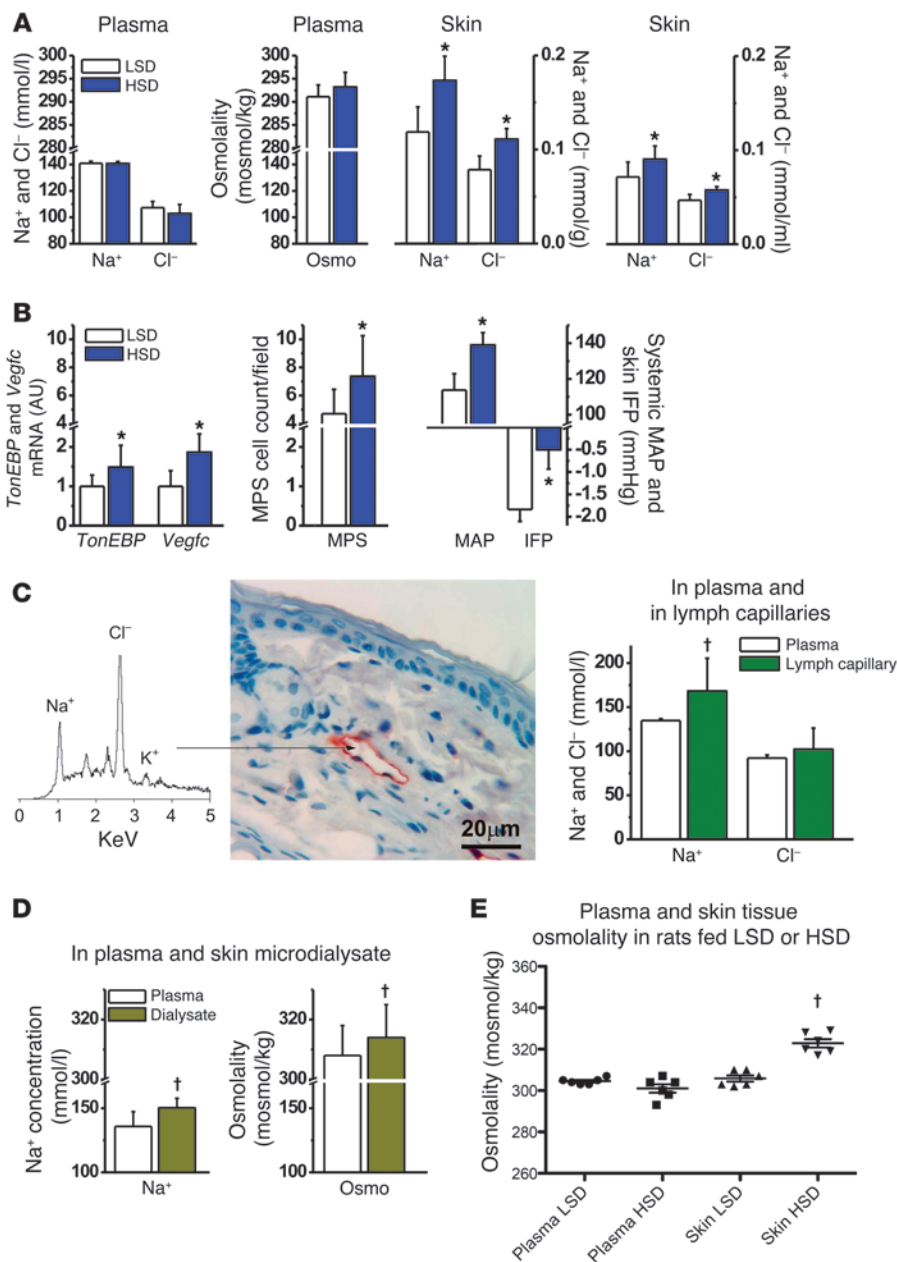 A
Plasma
Plasma
Skin
Skin
LSD
HSD
Na⁺ and Cl⁻ (mmol/l)
300
295
290
285
280
140
120
100
80
Na⁺ Cl⁻
Osmolality
(mosmol/kg)
300
295
290
285
280
140
120
100
80
Osmo
*
*
Na⁺ Cl⁻
0.2
0.1
0.0
Na⁺ and Cl⁻ (mmol/g)
*
*
Na⁺ Cl⁻
0.2
0.1
0.0
Na⁺ and Cl⁻ (mmol/ml)
B
LSD
HSD
TonEBP and Vegfc
mRNA (AU)
10
8
6
4
2
1
0
*
*
TonEBP Vegfc
MPS cell count/field
10
8
6
4
2
1
0
*
MPS
*
*
MAP IFP
140
120
100
-0.5
-1.0
-1.5
-2.0
Systemic MAP and
skin IFP (mmHg)
C
Na⁺
Cl⁻
K⁺
0 1 2 3 4 5
KeV
20µm
In plasma and
in lymph capillaries
Plasma
Lymph capillary
†
Na⁺ and Cl⁻ (mmol/l)
200
150
100
50
0
Na⁺ Cl⁻
D
In plasma and skin microdialysate
Plasma
Dialysate
Na⁺ concentration
(mmol/l)
320
300
150
100
†
Na⁺
Osmolality
(mosmol/kg)
320
300
150
100
†
Osmo
E
Plasma and skin tissue
osmolality in rats fed LSD or HSD
Osmolality (mosmol/kg)
360
340
320
300
280
260
†
Plasma LSD
Plasma HSD
Skin LSD
Skin HSD